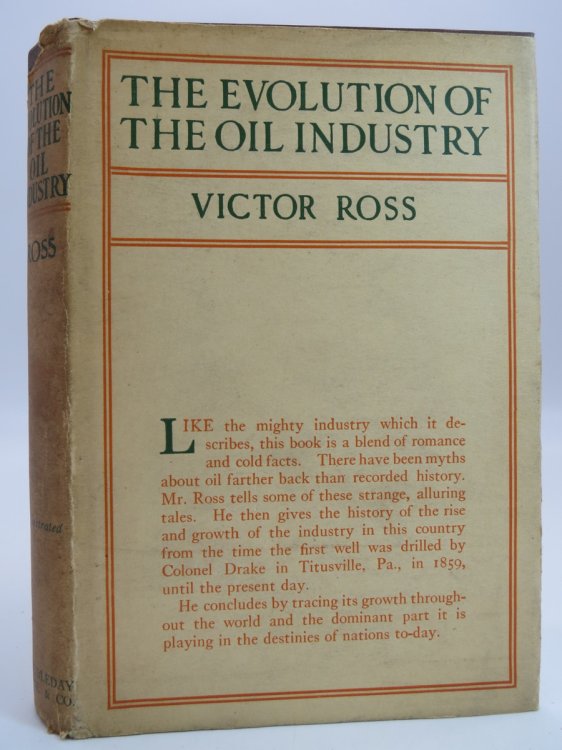 THE EVOLUTION OF
THE OIL INDUSTRY
VICTOR ROSS
LIKE the mighty industry which it de-
scribes, this book is a blend of romance
and cold facts. There have been myths
about oil farther back than recorded history.
Mr. Ross tells some of these strange, alluring
tales. He then gives the history of the rise
and growth of the industry in this country
from the time the first well was drilled by
Colonel Drake in Titusville, Pa., in 1859,
until the present day.
He concludes by tracing its growth through-
out the world and the dominant part it is
playing in the destinies of nations to-day.
THE
OLUTION
OF THE
OIL
DUSTRY
ROSS
strated
LEDAY
& CO.